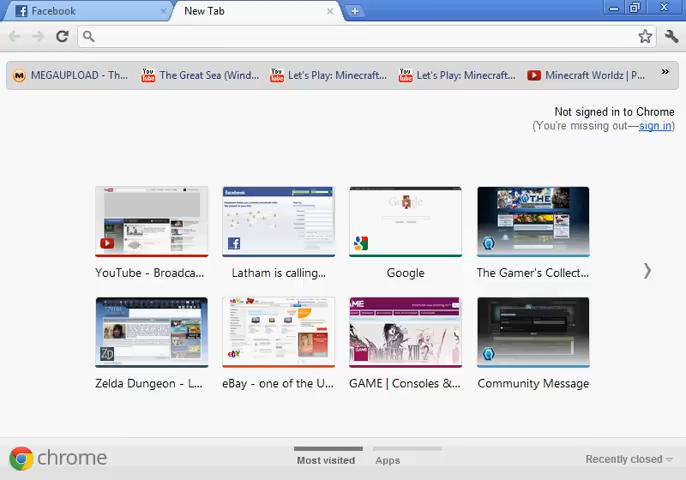 Facebook
New Tab
MEGAUPLOAD - Th...
The Great Sea (Wind...
Let's Play: Minecraft...
Let's Play: Minecraft...
Minecraft Worldz | P...
»
Not signed in to Chrome
(You're missing out—sign in)
YouTube - Broadca...
Latham is calling...
Google
The Gamer's Collect...
Zelda Dungeon - L...
eBay - one of the U...
GAME | Consoles &...
Community Message
chrome
Most visited
Apps
Recently closed